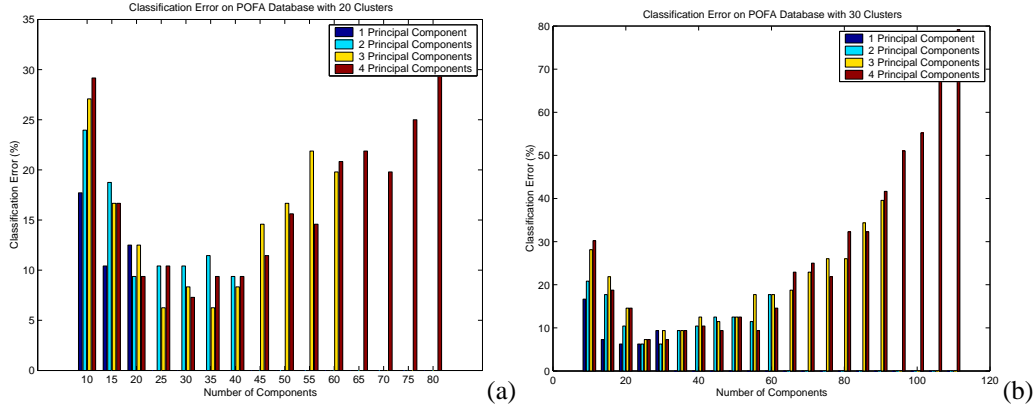 Classification Error on POFA Database with 20 Clusters
35
30
25
20
15
10
5
0
Classification Error (%)
1 Principal Component
2 Principal Components
3 Principal Components
4 Principal Components
10 15 20 25 30 35 40 45 50 55 60 65 70 75 80
Number of Components
(a)
Classification Error on POFA Database with 30 Clusters
80
70
60
50
40
30
20
10
0
Classification Error (%)
1 Principal Component
2 Principal Components
3 Principal Components
4 Principal Components
0 20 40 60 80 100 120
Number of Components
(b)